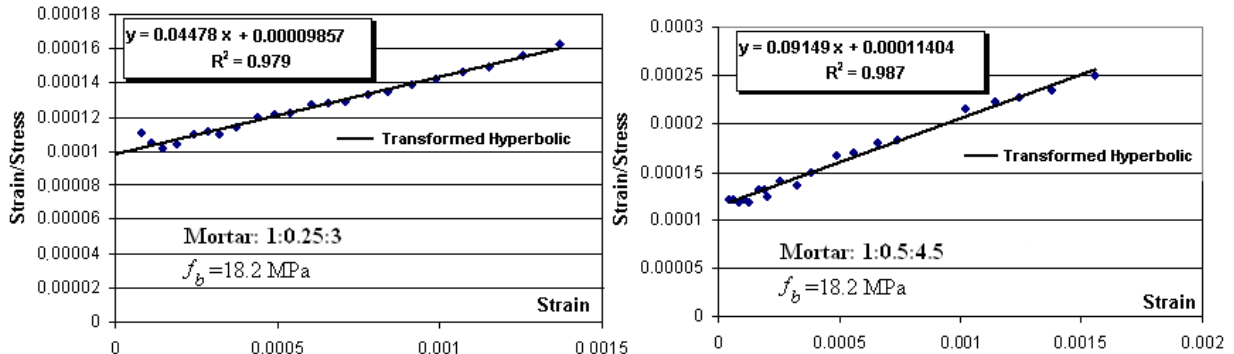 0.00018
y = 0.04478 x + 0.00009857
R² = 0.979
0.00016
0.00014
0.00012
0.0001
0.00008
0.00006
0.00004
0.00002
0
Strain/Stress
Transformed Hyperbolic
Mortar: 1:0.25:3
f_b =18.2 MPa
Strain
0 0.0005 0.001 0.0015
0.0003
y = 0.09149 x + 0.00011404
R² = 0.987
0.00025
0.0002
0.00015
0.0001
0.00005
0
Strain/Stress
Transformed Hyperbolic
Mortar: 1:0.5:4.5
f_b =18.2 MPa
Strain
0 0.0005 0.001 0.0015 0.002